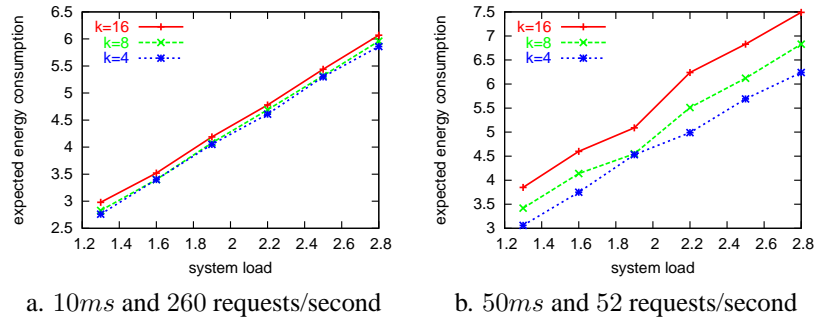 6.5
6
5.5
5
4.5
4
3.5
3
2.5
1.2 1.4 1.6 1.8 2 2.2 2.4 2.6 2.8
expected energy consumption
system load
k=16
k=8
k=4
a. 10ms and 260 requests/second
7.5
7
6.5
6
5.5
5
4.5
4
3.5
3
1.2 1.4 1.6 1.8 2 2.2 2.4 2.6 2.8
expected energy consumption
system load
k=16
k=8
k=4
b. 50ms and 52 requests/second